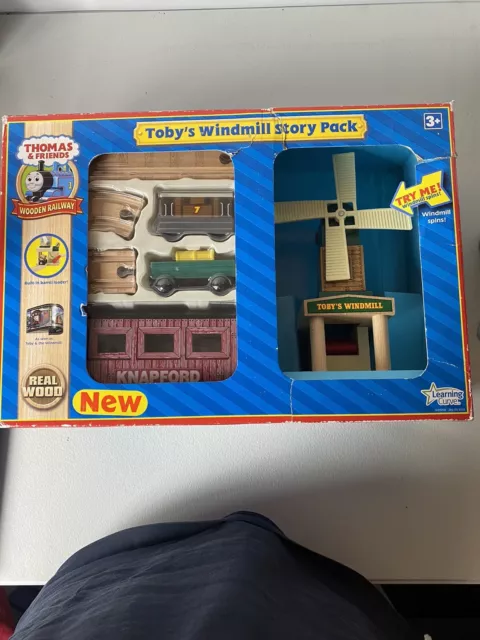 Toby's Windmill Story Pack
3+
THOMAS
& FRIENDS
WOODEN RAILWAY
TRY ME!
Windmill
spins!
7
TOBY'S WINDMILL
KNAPFORD
REAL
WOOD
New
Learning
Curve